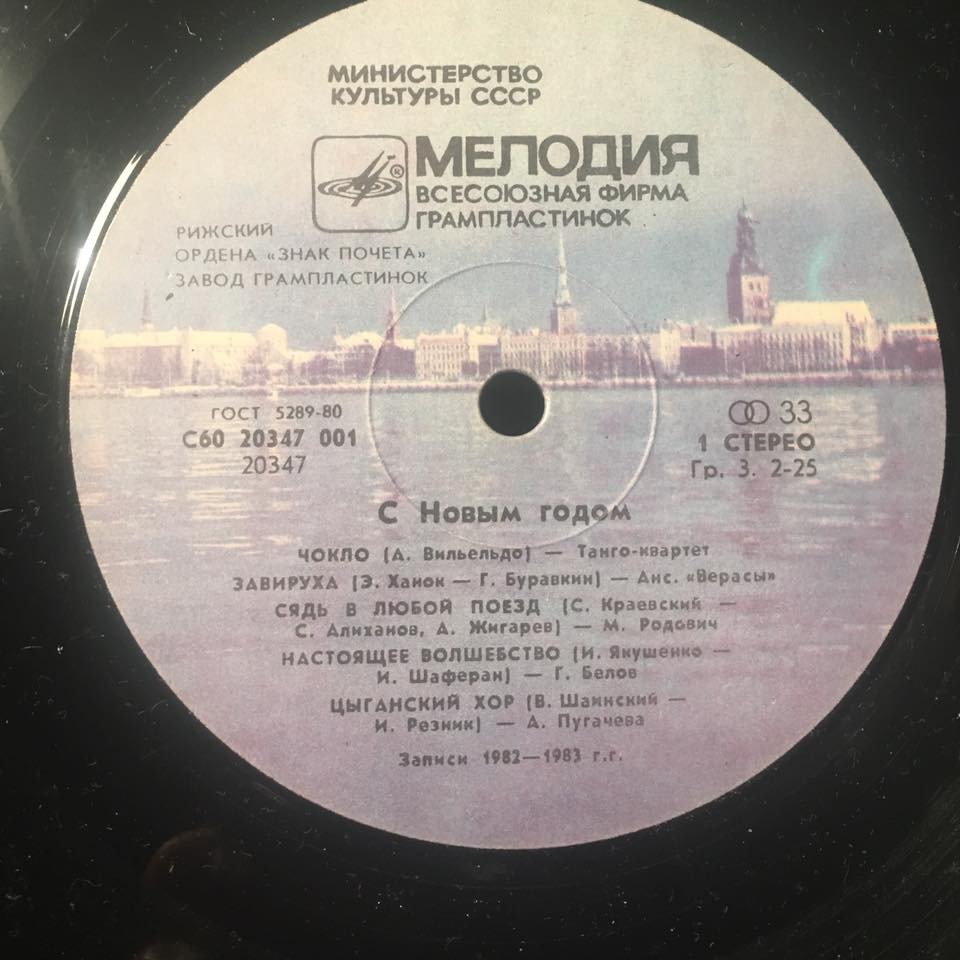 МИНИСТЕРСТВО
КУЛЬТУРЫ СССР
МЕЛОДИЯ
®
ВСЕСОЮЗНАЯ ФИРМА
ГРАМПЛАСТИНОК
РИЖСКИЙ
ОРДЕНА «ЗНАК ПОЧЕТА»
ЗАВОД ГРАМПЛАСТИНОК
ГОСТ 5289-80
С60 20347 001
20347
33
1 СТЕРЕО
Гр. 3. 2-25
С Новым годом
ЧОКЛО (А. Вильельдо) — Танго-квартет
ЗАВИРУХА (Э. Ханок — Г. Буравкин) — Анс. «Верасы»
СЯДЬ В ЛЮБОЙ ПОЕЗД (С. Краевский —
С. Алиханов, А. Жигарев) — М. Родович
НАСТОЯЩЕЕ ВОЛШЕБСТВО (И. Якушенко —
И. Шаферан) — Г. Белов
ЦЫГАНСКИЙ ХОР (В. Шаинский —
И. Резник) — А. Пугачева
Записи 1982—1983 г.г.